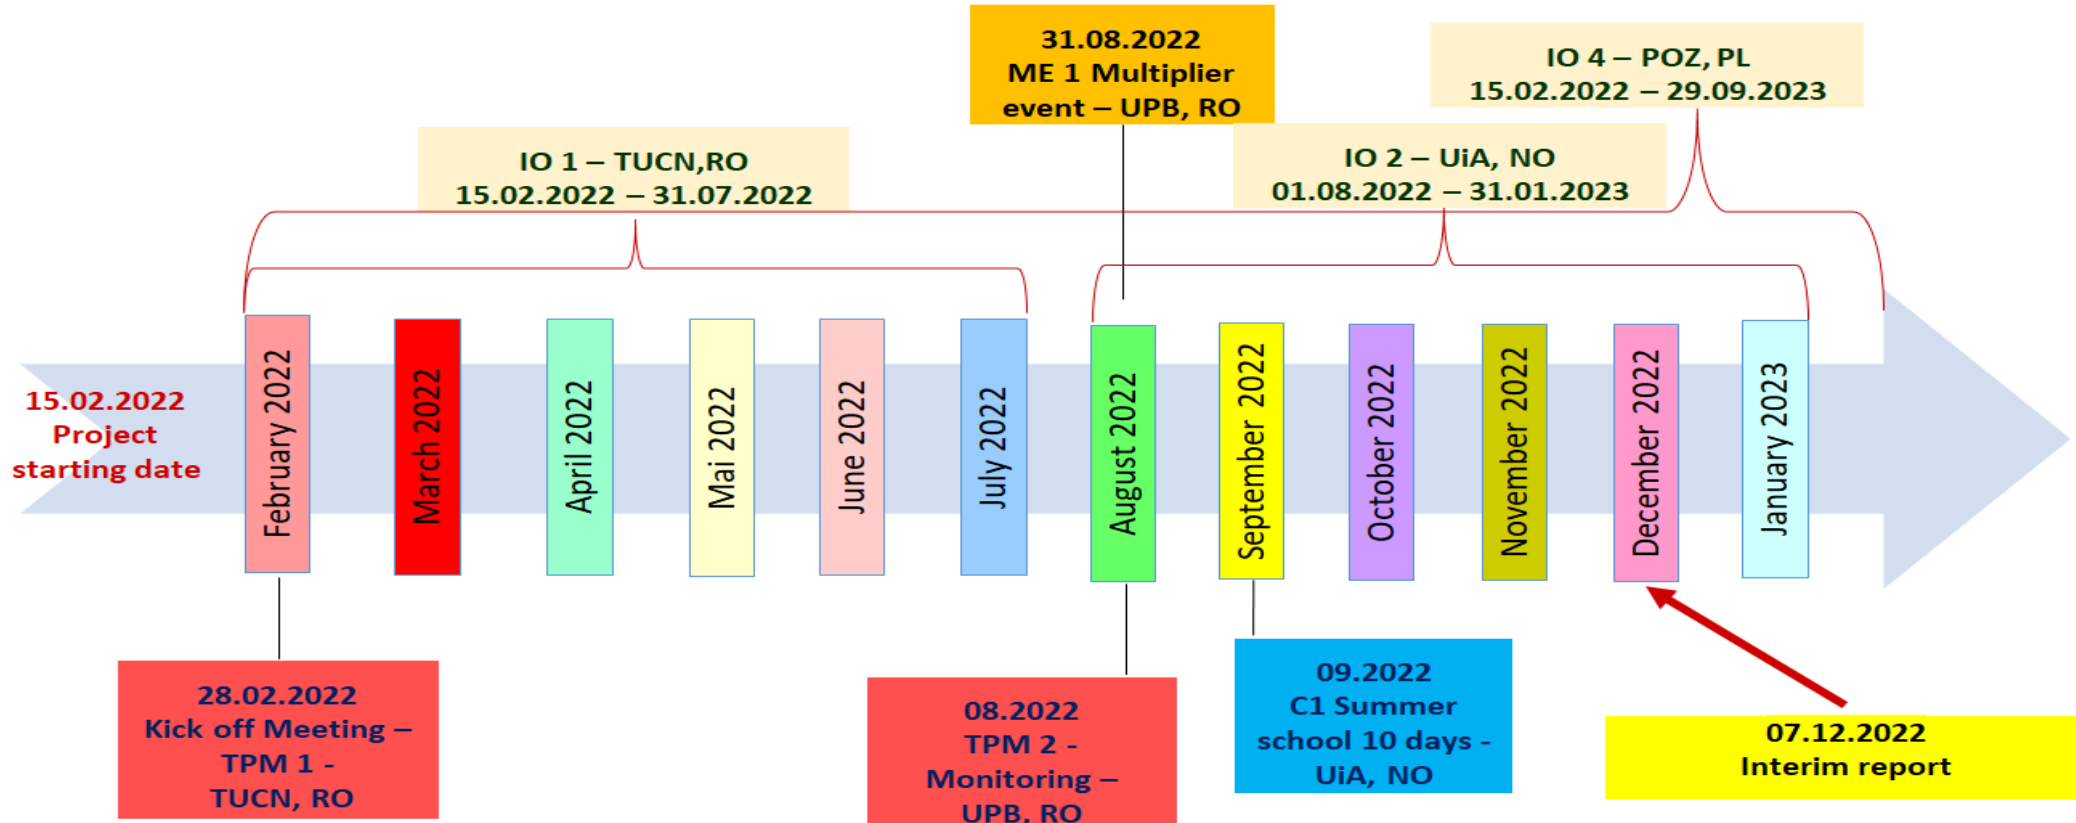 31.08.2022
ME 1 Multiplier
event – UPB, RO
IO 4 – POZ, PL
15.02.2022 – 29.09.2023
IO 1 – TUCN,RO
15.02.2022 – 31.07.2022
IO 2 – UiA, NO
01.08.2022 – 31.01.2023
15.02.2022
Project
starting date
February 2022
March 2022
April 2022
Mai 2022
June 2022
July 2022
August 2022
September 2022
October 2022
November 2022
December 2022
January 2023
28.02.2022
Kick off Meeting –
TPM 1 -
TUCN, RO
08.2022
TPM 2 -
Monitoring –
UPB, RO
09.2022
C1 Summer
school 10 days -
UiA, NO
07.12.2022
Interim report